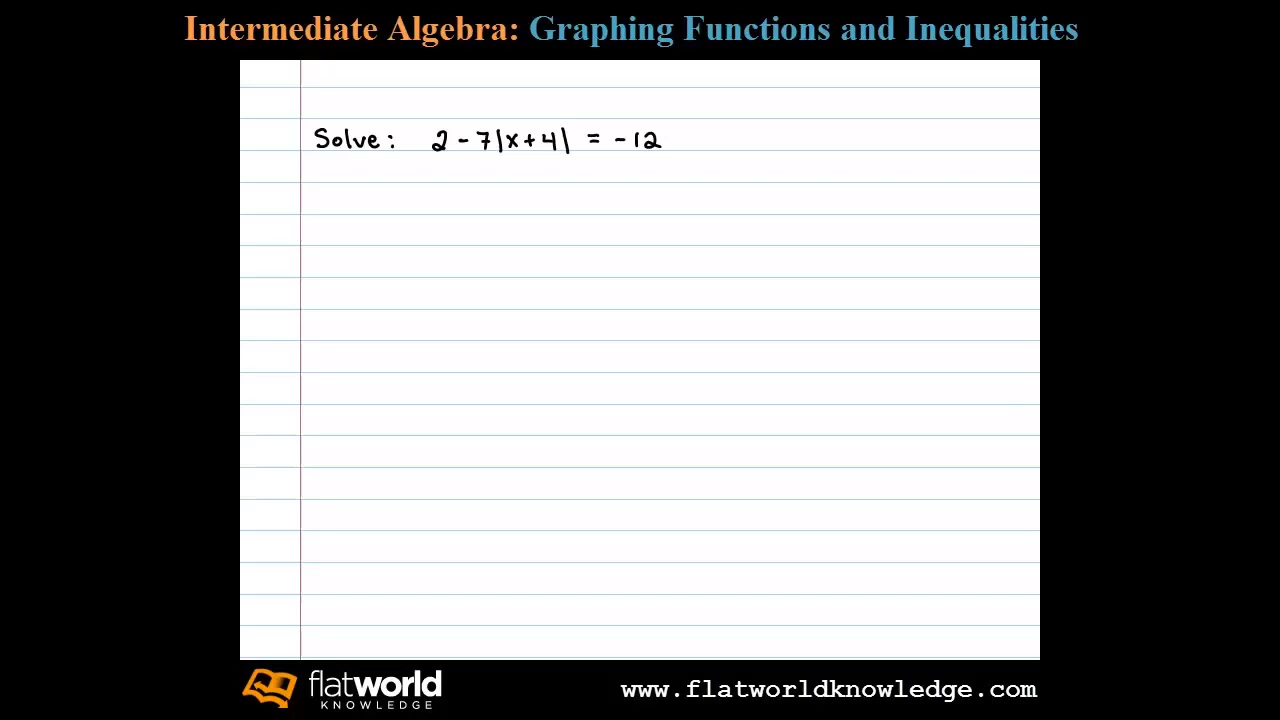 Intermediate Algebra: Graphing Functions and Inequalities
Solve: 2 - 7|x + 4| = -12
flatworld
KNOWLEDGE
www.flatworldknowledge.com